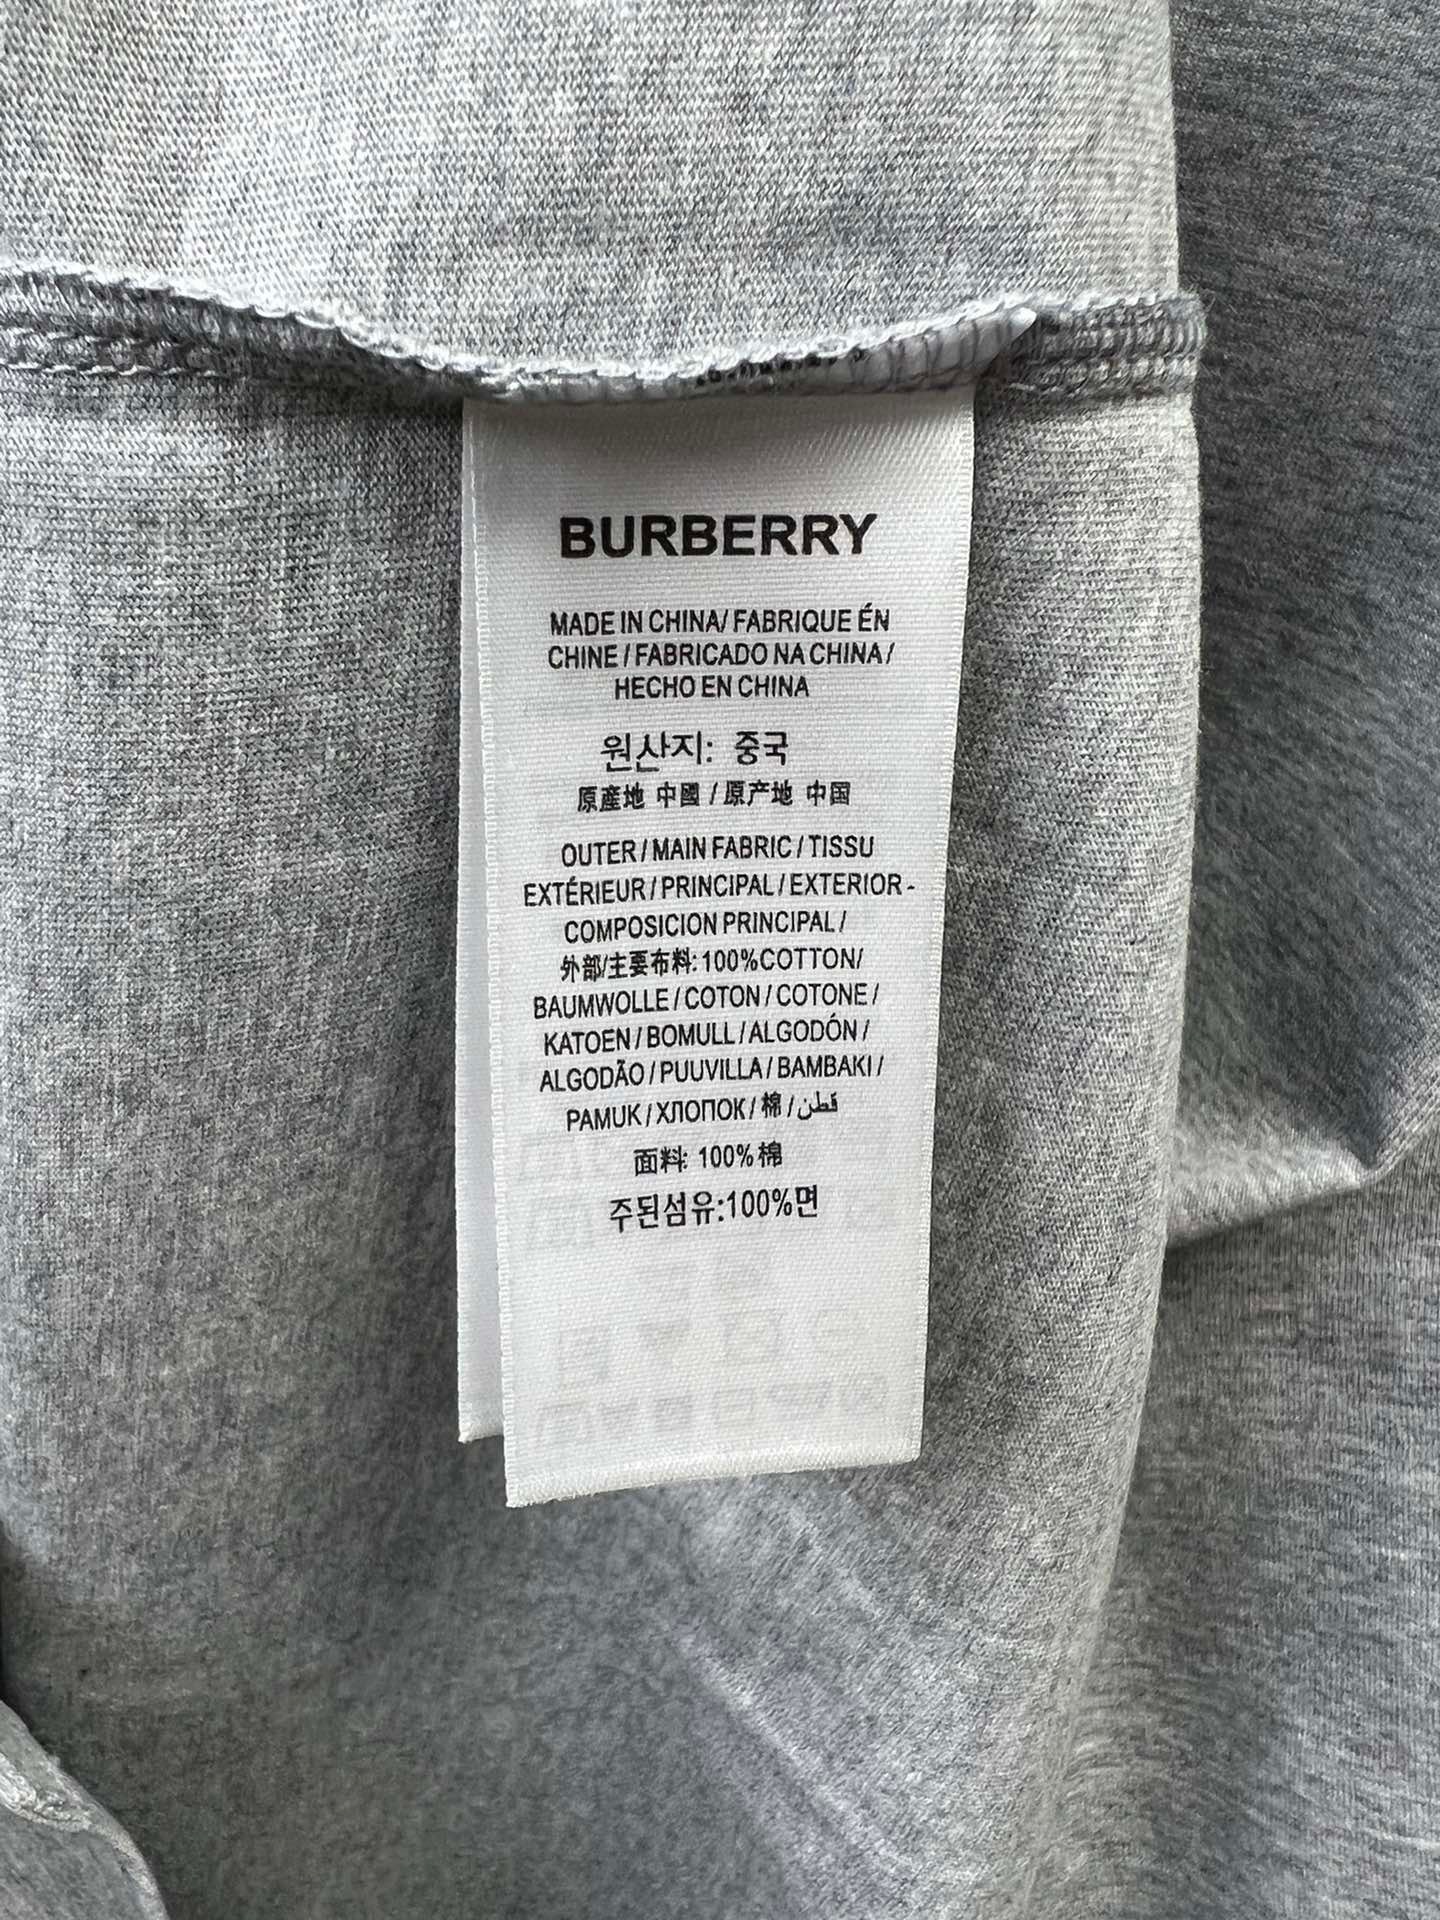 BURBERRY
MADE IN CHINA/ FABRIQUE ÉN
CHINE / FABRICADO NA CHINA /
HECHO EN CHINA
원산지: 중국
原產地 中國 / 原产地 中国
OUTER / MAIN FABRIC / TISSU
EXTÉRIEUR / PRINCIPAL / EXTERIOR -
COMPOSICION PRINCIPAL /
外部/主要布料: 100%COTTON/
BAUMWOLLE / COTON / COTONE /
KATOEN / BOMULL / ALGODÓN /
ALGODÃO / PUUVILLA / BAMBAKI /
PAMUK / ХЛОПОК / 棉 / قطن
面料: 100% 棉
주된섬유:100%면